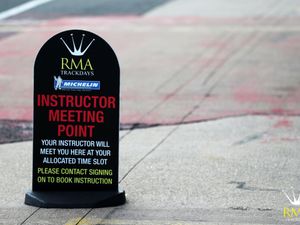 RMA
TRACKDAYS
MICHELIN
INSTRUCTOR
MEETING
POINT
YOUR INSTRUCTOR WILL
MEET YOU HERE AT YOUR
ALLOCATED TIME SLOT
PLEASE CONTACT SIGNING
ON TO BOOK INSTRUCTION
RMA